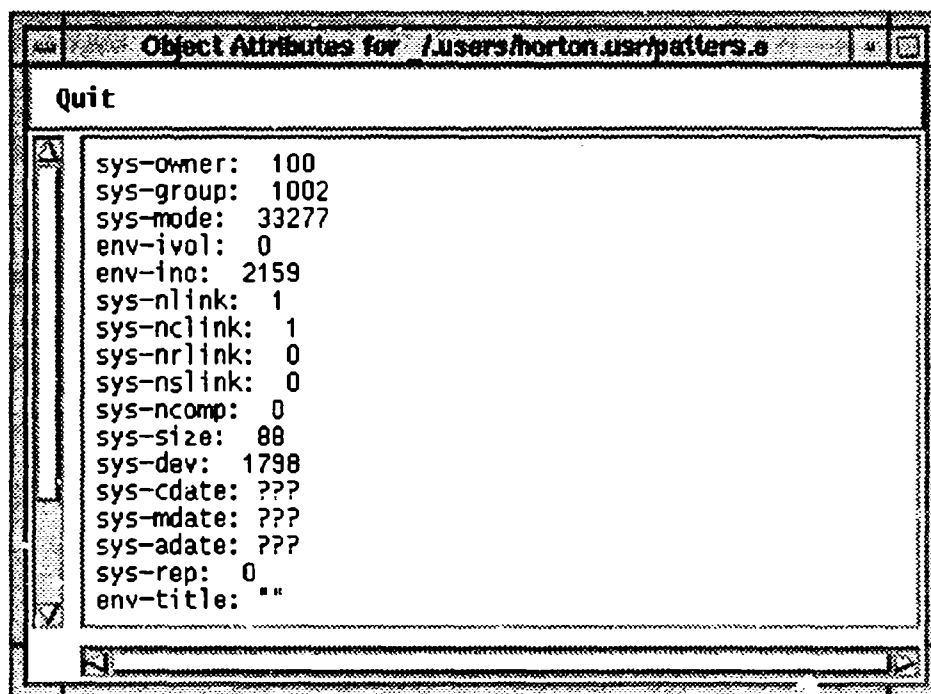 Object Attributes for _/.users/horton.usr/patters.e
Quit
sys-owner: 100
sys-group: 1002
sys-mode: 33277
env-ivol: 0
env-ino: 2159
sys-nlink: 1
sys-nclink: 1
sys-nrlink: 0
sys-nslink: 0
sys-ncomp: 0
sys-size: 88
sys-dev: 1798
sys-cdate: ???
sys-mdate: ???
sys-adate: ???
sys-rep: 0
env-title: ""